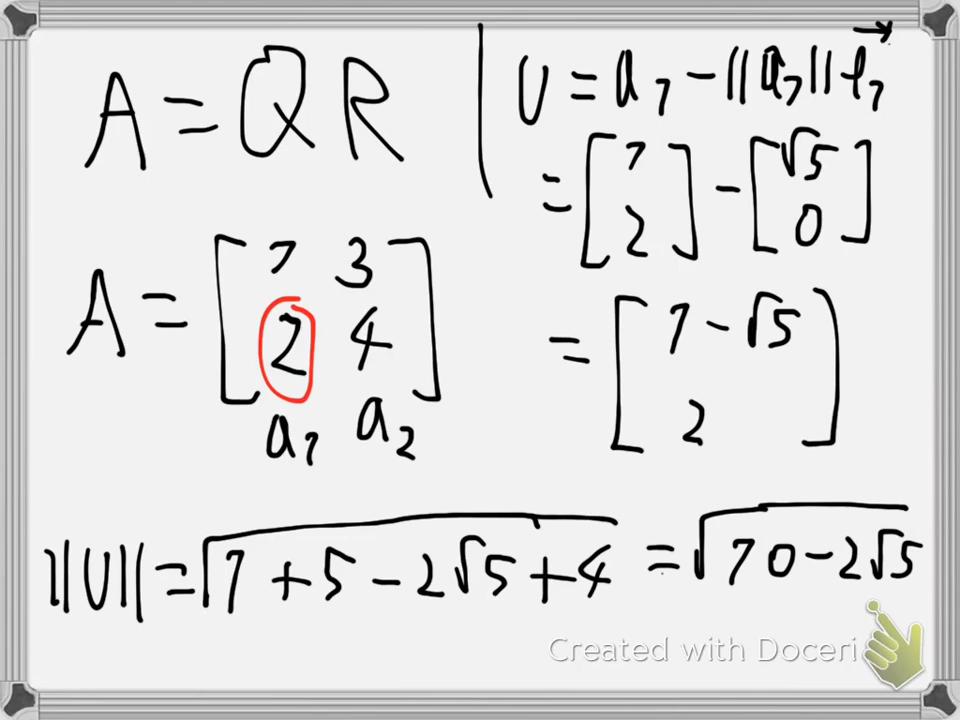 A = QR
A = [1 3
2 4]
a₁ a₂
U = a₁ - ||a₁|| e₁→
= [1
2] - [√5
0]
= [1 - √5
2]
||U|| = √(1 + 5 - 2√5 + 4) = √(10 - 2√5)
Created with Doceri